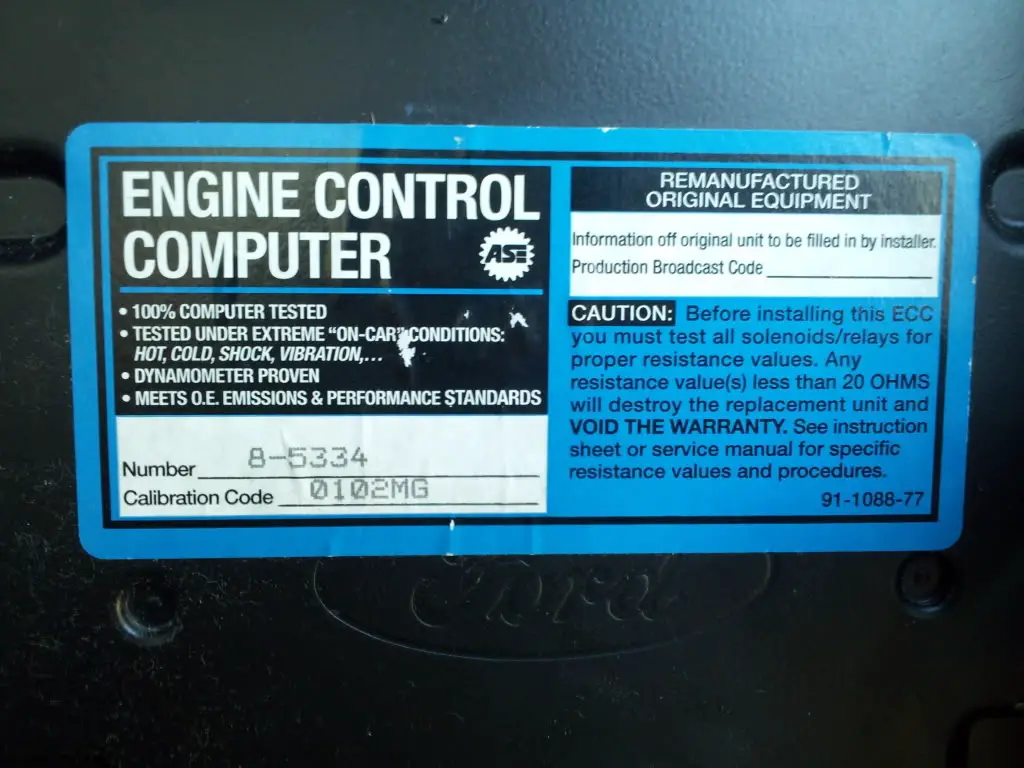 ENGINE CONTROL
COMPUTER
ASE
• 100% COMPUTER TESTED
• TESTED UNDER EXTREME "ON-CAR" CONDITIONS:
HOT, COLD, SHOCK, VIBRATION,...
• DYNAMOMETER PROVEN
• MEETS O.E. EMISSIONS & PERFORMANCE STANDARDS
Number 8-5334
Calibration Code 0102MG
REMANUFACTURED
ORIGINAL EQUIPMENT
Information off original unit to be filled in by installer.
Production Broadcast Code
CAUTION: Before installing this ECC
you must test all solenoids/relays for
proper resistance values. Any
resistance value(s) less than 20 OHMS
will destroy the replacement unit and
VOID THE WARRANTY. See instruction
sheet or service manual for specific
resistance values and procedures.
91-1088-77
Ford